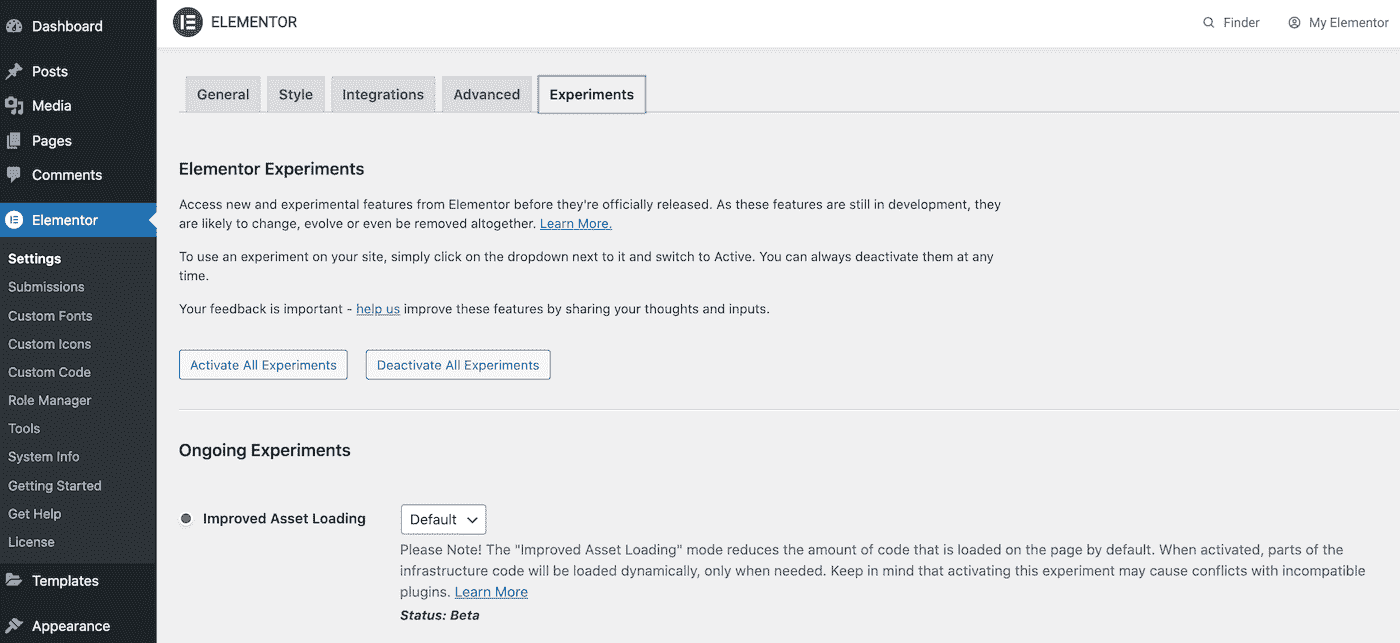 Dashboard
Posts
Media
Pages
Comments
Elementor
Settings
Submissions
Custom Fonts
Custom Icons
Custom Code
Role Manager
Tools
System Info
Getting Started
Get Help
License
Templates
Appearance
ELEMENTOR
Finder
My Elementor
General
Style
Integrations
Advanced
Experiments
Elementor Experiments
Access new and experimental features from Elementor before they're officially released. As these features are still in development, they
are likely to change, evolve or even be removed altogether. Learn More.
To use an experiment on your site, simply click on the dropdown next to it and switch to Active. You can always deactivate them at any
time.
Your feedback is important - help us improve these features by sharing your thoughts and inputs.
Activate All Experiments
Deactivate All Experiments
Ongoing Experiments
Improved Asset Loading
Default
Please Note! The "Improved Asset Loading" mode reduces the amount of code that is loaded on the page by default. When activated, parts of the
infrastructure code will be loaded dynamically, only when needed. Keep in mind that activating this experiment may cause conflicts with incompatible
plugins. Learn More
Status: Beta